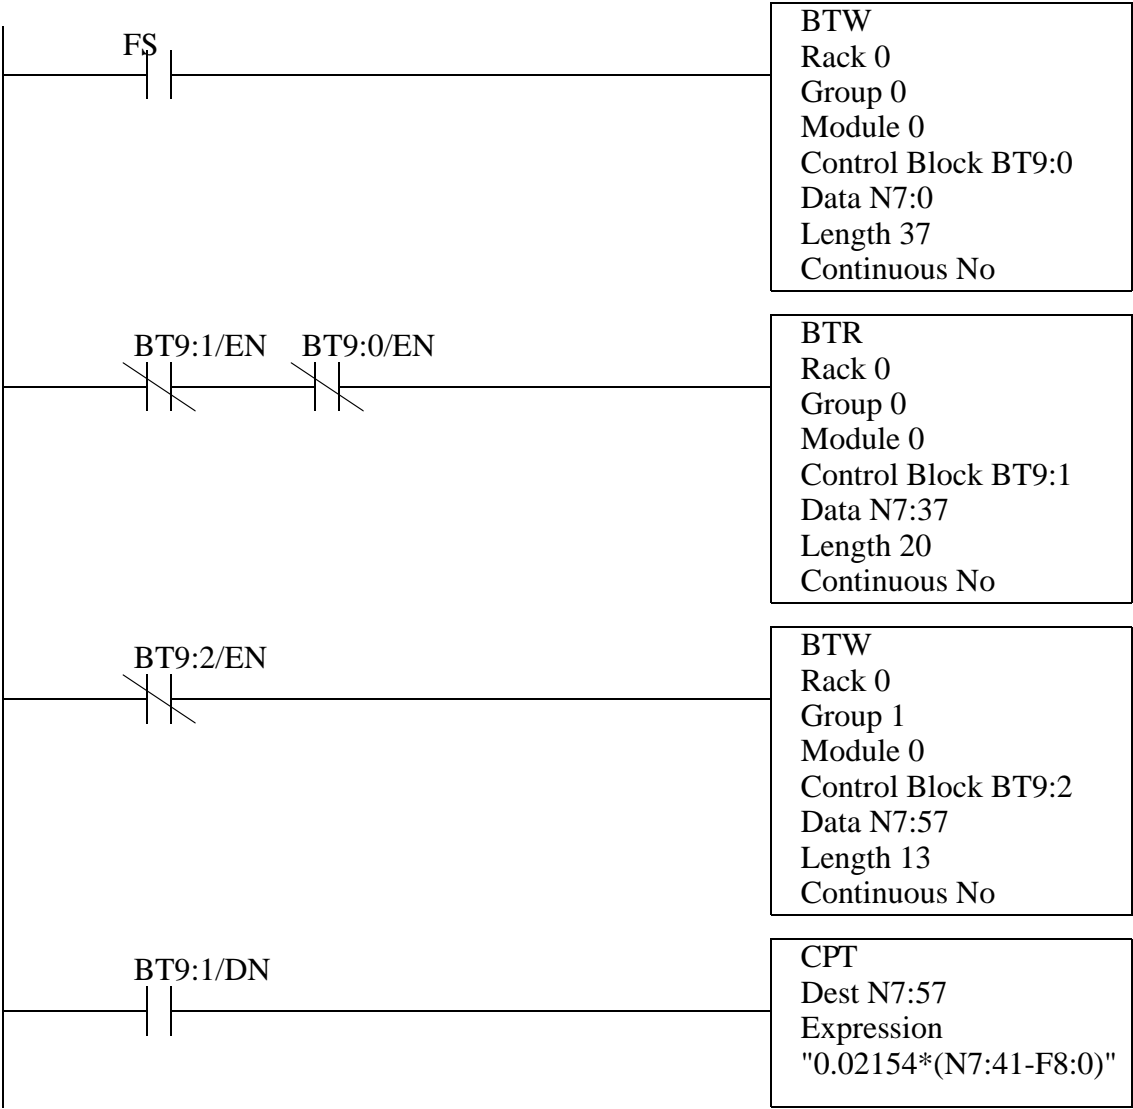 FS
BTW
Rack 0
Group 0
Module 0
Control Block BT9:0
Data N7:0
Length 37
Continuous No
BT9:1/EN BT9:0/EN
BTR
Rack 0
Group 0
Module 0
Control Block BT9:1
Data N7:37
Length 20
Continuous No
BT9:2/EN
BTW
Rack 0
Group 1
Module 0
Control Block BT9:2
Data N7:57
Length 13
Continuous No
BT9:1/DN
CPT
Dest N7:57
Expression
"0.02154*(N7:41-F8:0)"